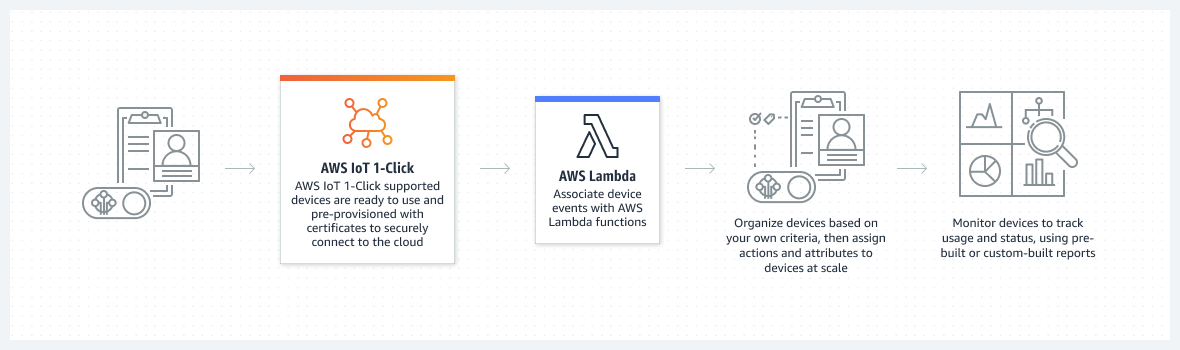 AWS IoT 1-Click
AWS IoT 1-Click supported
devices are ready to use and
pre-provisioned with
certificates to securely
connect to the cloud
AWS Lambda
Associate device
events with AWS
Lambda functions
Organize devices based on
your own criteria, then assign
actions and attributes to
devices at scale
Monitor devices to track
usage and status, using pre-
built or custom-built reports